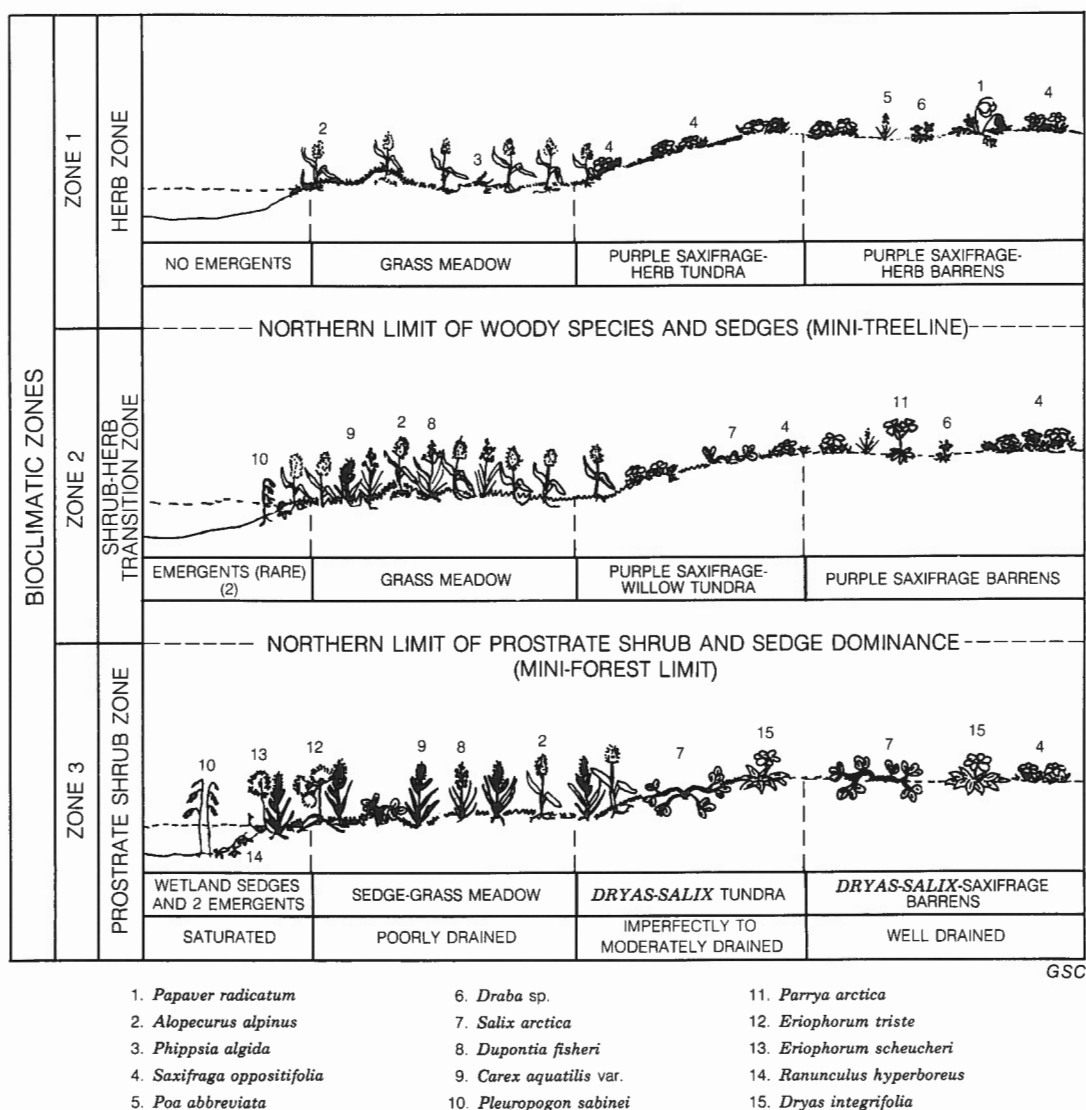 BIOCLIMATIC ZONES
ZONE 1
HERB ZONE
2
3
4
4
5
6
1
4
NO EMERGENTS
GRASS MEADOW
PURPLE SAXIFRAGE-
HERB TUNDRA
PURPLE SAXIFRAGE-
HERB BARRENS
NORTHERN LIMIT OF WOODY SPECIES AND SEDGES (MINI-TREELINE)
ZONE 2
SHRUB-HERB
TRANSITION ZONE
10
9
2
8
7
4
11
6
4
EMERGENTS (RARE)
(2)
GRASS MEADOW
PURPLE SAXIFRAGE-
WILLOW TUNDRA
PURPLE SAXIFRAGE BARRENS
NORTHERN LIMIT OF PROSTRATE SHRUB AND SEDGE DOMINANCE
(MINI-FOREST LIMIT)
ZONE 3
PROSTRATE SHRUB ZONE
10
13
12
14
9
8
2
7
15
7
15
4
WETLAND SEDGES
AND 2 EMERGENTS
SEDGE-GRASS MEADOW
DRYAS-SALIX TUNDRA
DRYAS-SALIX-SAXIFRAGE
BARRENS
SATURATED
POORLY DRAINED
IMPERFECTLY TO
MODERATELY DRAINED
WELL DRAINED
GSC
1. Papaver radicatum
2. Alopecurus alpinus
3. Phippsia algida
4. Saxifraga oppositifolia
5. Poa abbreviata
6. Draba sp.
7. Salix arctica
8. Dupontia fisheri
9. Carex aquatilis var.
10. Pleuropogon sabinei
11. Parrya arctica
12. Eriophorum triste
13. Eriophorum scheucheri
14. Ranunculus hyperboreus
15. Dryas integrifolia